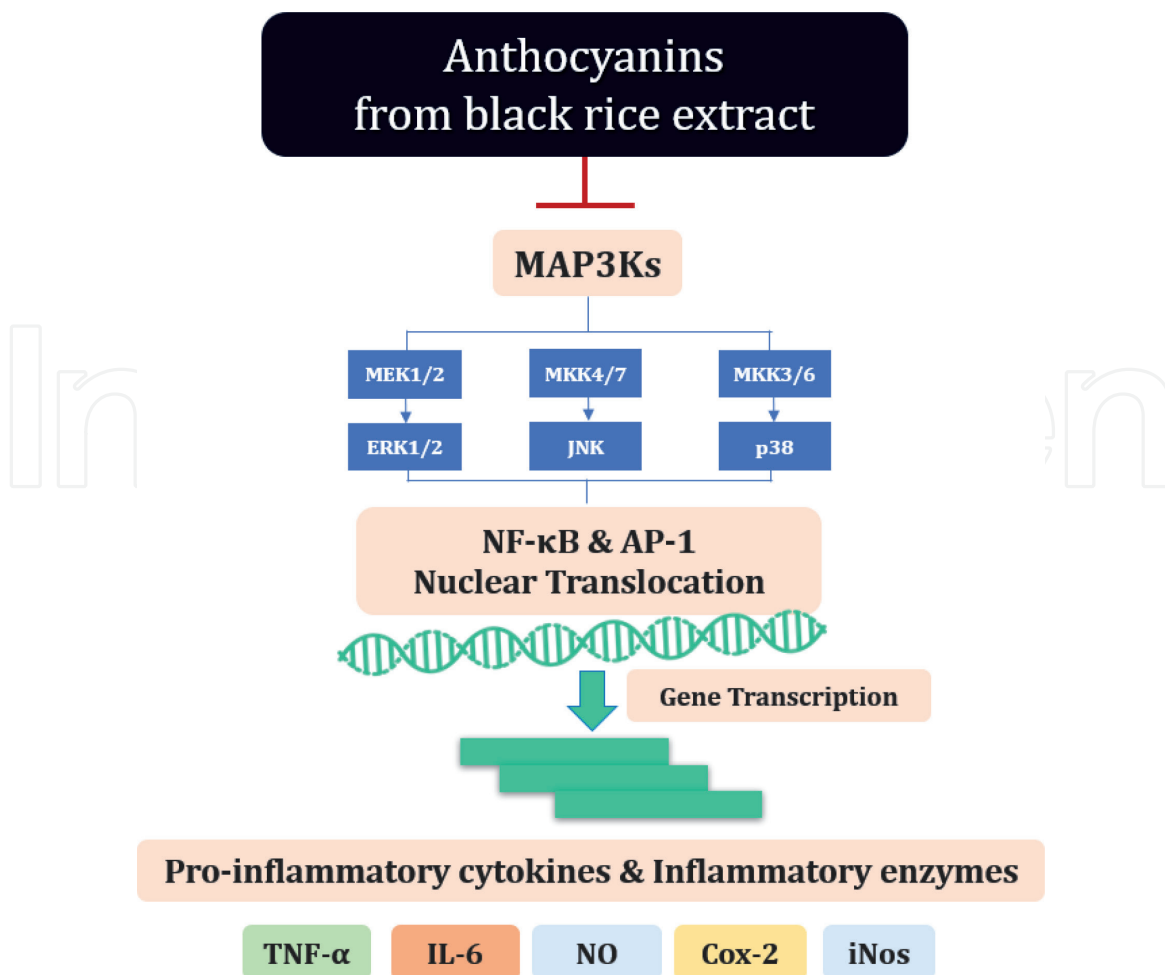 Anthocyanins
from black rice extract
MAP3Ks
MEK1/2
MKK4/7
MKK3/6
ERK1/2
JNK
p38
NF-κB & AP-1
Nuclear Translocation
Gene Transcription
Pro-inflammatory cytokines & Inflammatory enzymes
TNF-α
IL-6
NO
Cox-2
iNos